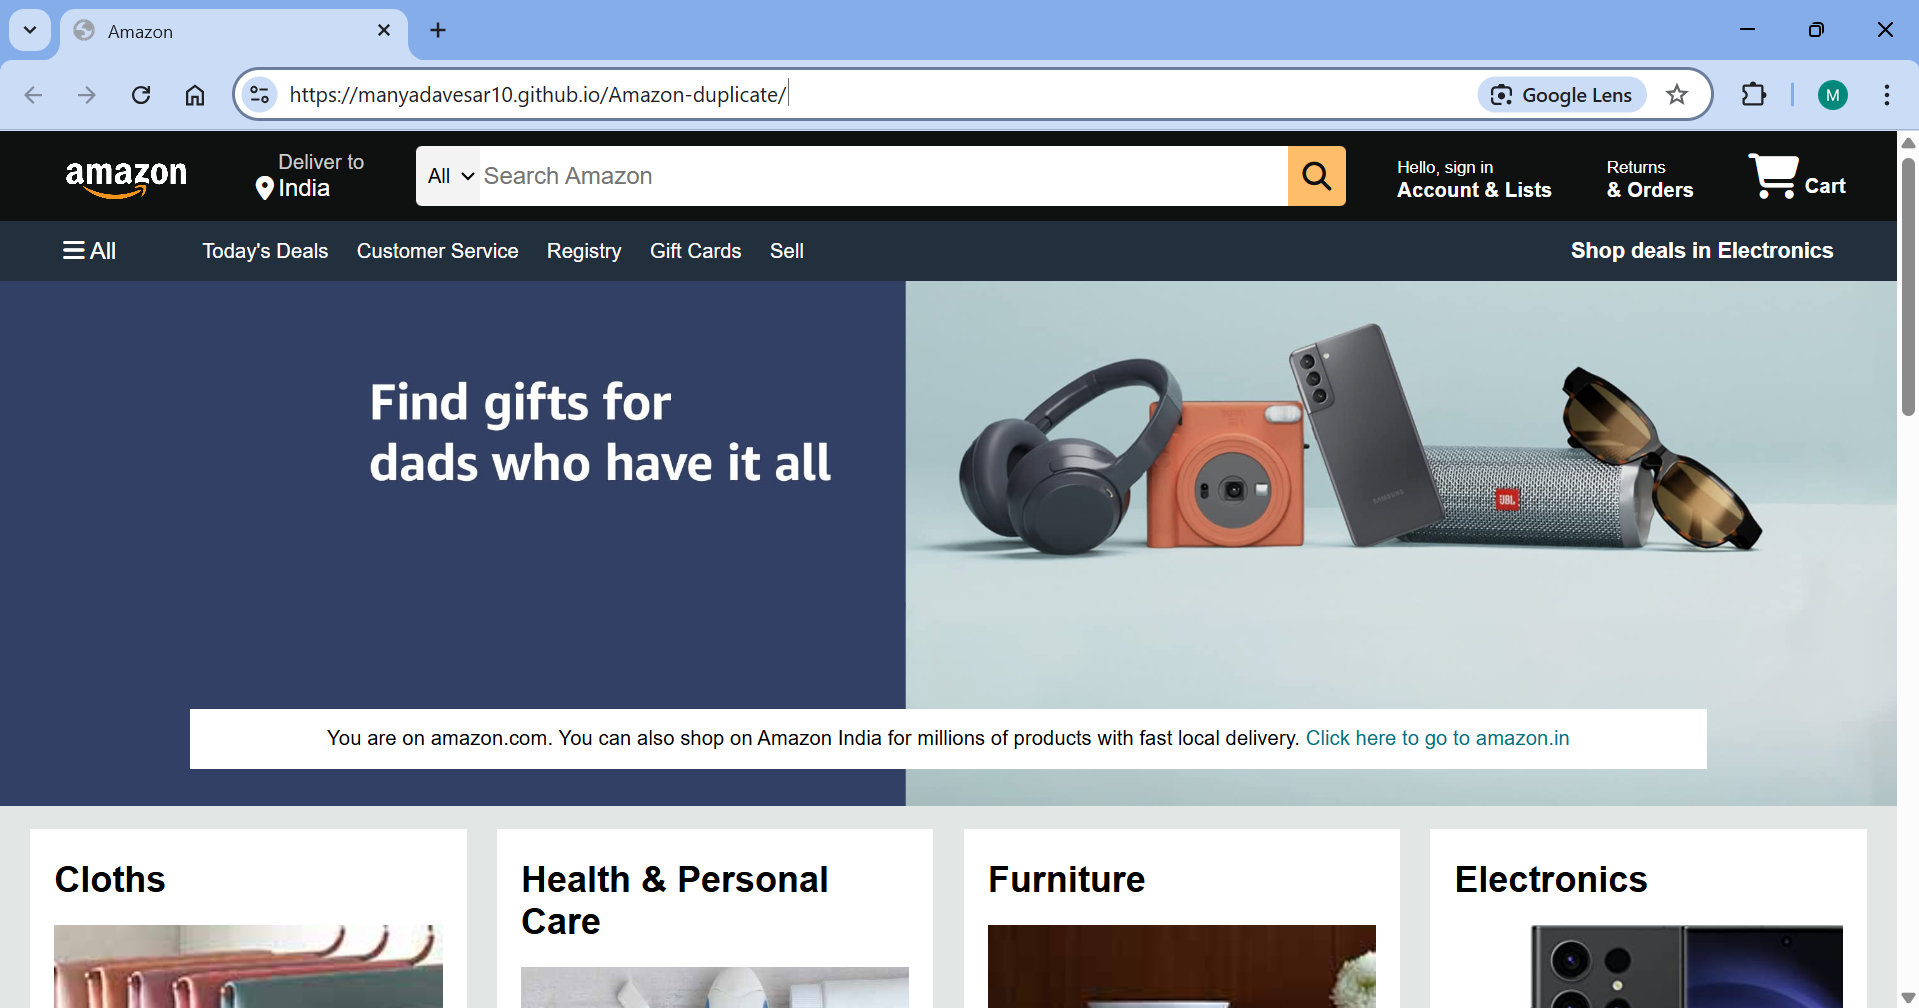 Amazon
https://manyadavesar10.github.io/Amazon-duplicate/
Google Lens
M
amazon
Deliver to
India
All
Search Amazon
Hello, sign in
Account & Lists
Returns
& Orders
Cart
All
Today's Deals
Customer Service
Registry
Gift Cards
Sell
Shop deals in Electronics
Find gifts for
dads who have it all
SAMSUNG
JBL
You are on amazon.com. You can also shop on Amazon India for millions of products with fast local delivery. Click here to go to amazon.in
Cloths
Health & Personal
Care
Furniture
Electronics